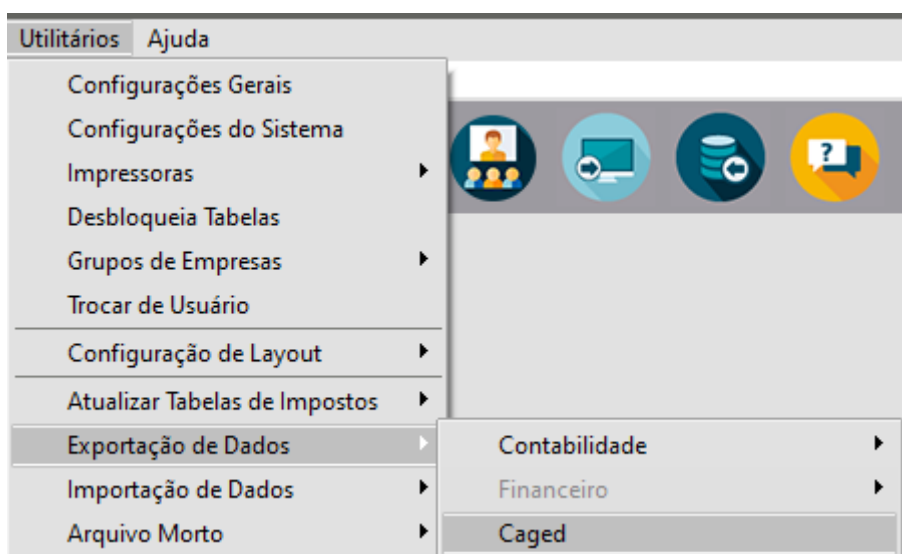 Utilitários Ajuda
Configurações Gerais
Configurações do Sistema
Impressoras
Desbloqueia Tabelas
Grupos de Empresas
Trocar de Usuário
Configuração de Layout
Atualizar Tabelas de Impostos
Exportação de Dados
Contabilidade
Importação de Dados
Financeiro
Arquivo Morto
Caged
?